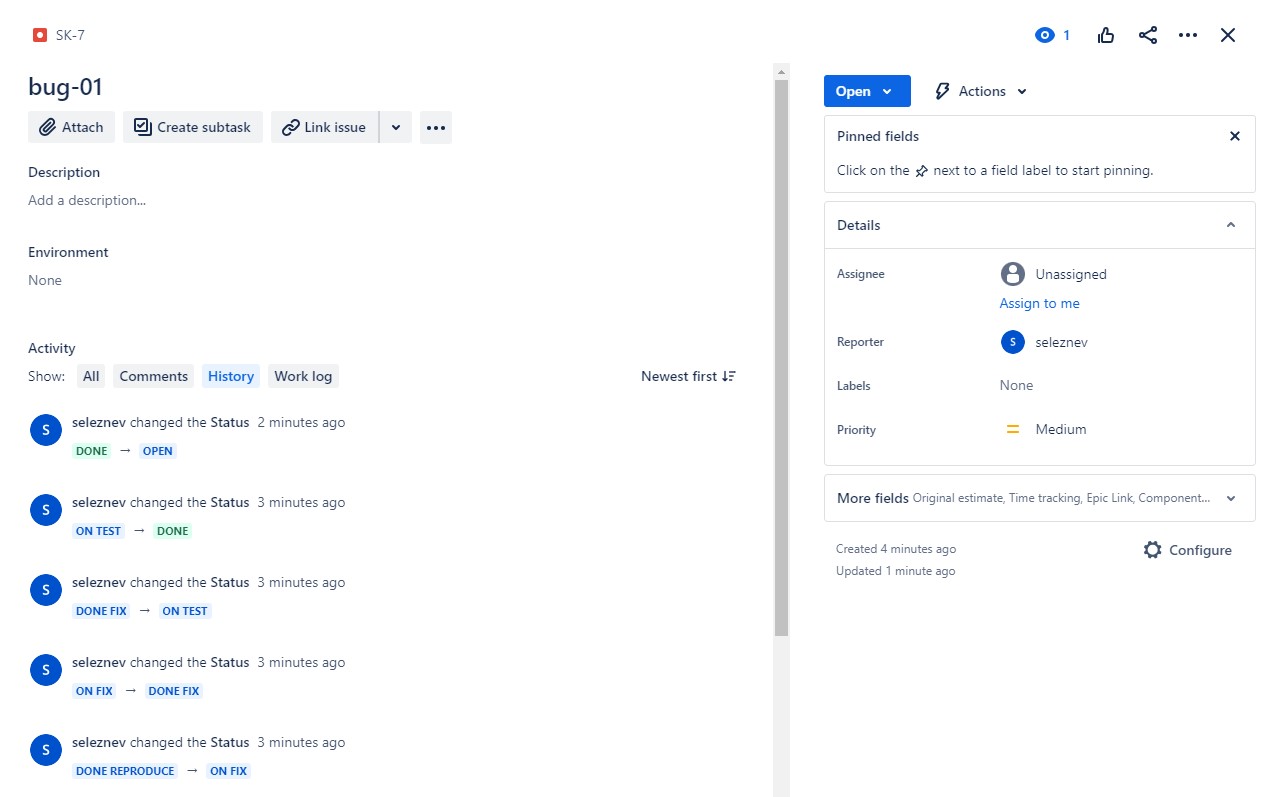 SK-7
1
bug-01
Attach
Create subtask
Link issue
Description
Add a description...
Environment
None
Activity
Show: All Comments History Work log
Newest first
S
seleznev changed the Status 2 minutes ago
DONE → OPEN
S
seleznev changed the Status 3 minutes ago
ON TEST → DONE
S
seleznev changed the Status 3 minutes ago
DONE FIX → ON TEST
S
seleznev changed the Status 3 minutes ago
ON FIX → DONE FIX
S
seleznev changed the Status 3 minutes ago
DONE REPRODUCE → ON FIX
Open
Actions
Pinned fields
Click on the next to a field label to start pinning.
Details
Assignee
Unassigned
Assign to me
Reporter
S
seleznev
Labels
None
Priority
Medium
More fields Original estimate, Time tracking, Epic Link, Component...
Created 4 minutes ago
Configure
Updated 1 minute ago